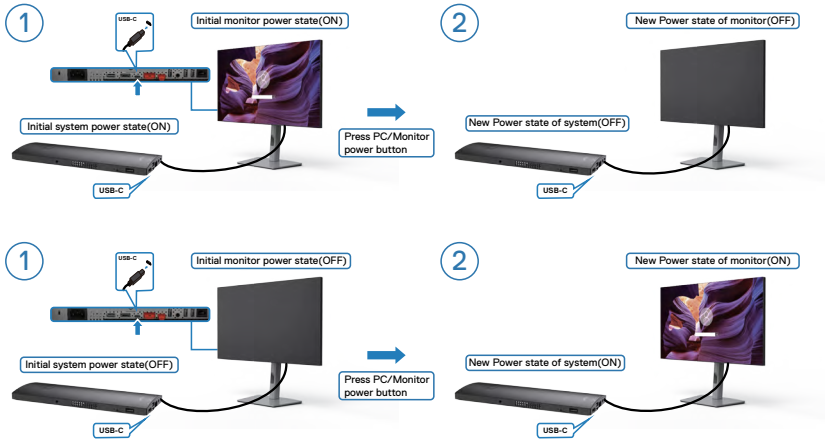 1
USB-C
Initial monitor power state(ON)
Initial system power state(ON)
USB-C
Press PC/Monitor
power button
2
New Power state of monitor(OFF)
New Power state of system(OFF)
USB-C
1
USB-C
Initial monitor power state(OFF)
Initial system power state(OFF)
USB-C
Press PC/Monitor
power button
2
New Power state of monitor(ON)
New Power state of system(ON)
USB-C